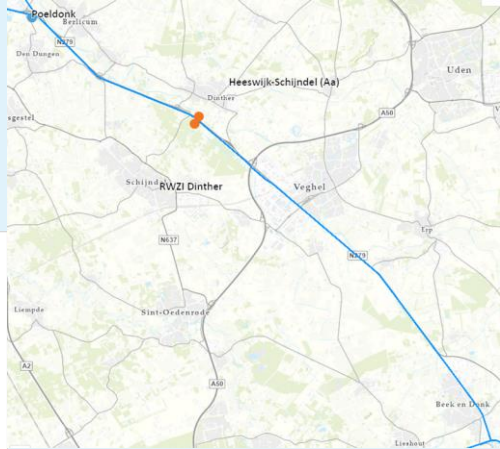 Poeldonk
Berlicum
N279
Den Dungen
Heeswijk-Schijndel (Aa)
Uden
Dinther
A50
sgestel
Schijndel
RWZI Dinther
Veghel
N637
Erp
N279
Liempde
Sint-Oedenrode
A2
A50
Beek en Donk
Lieshout